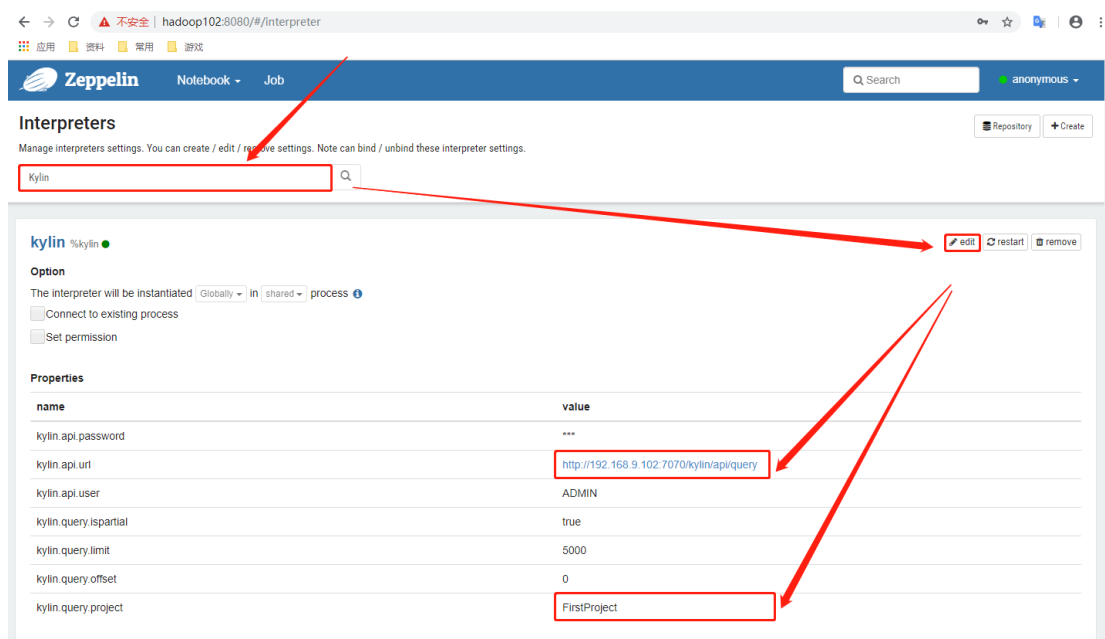 不安全 | hadoop102:8080/#/interpreter
应用 资料 常用 游戏
Zeppelin Notebook Job Search anonymous
Interpreters Repository +Create
Manage interpreters settings. You can create / edit / remove settings. Note can bind / unbind these interpreter settings.
Kylin
kylin %kylin edit restart remove
Option
The interpreter will be instantiated Globally in shared process
Connect to existing process
Set permission
Properties
name value
kylin.api.password ***
kylin.api.url http://192.168.9.102:7070/kylin/api/query
kylin.api.user ADMIN
kylin.query.ispartial true
kylin.query.limit 5000
kylin.query.offset 0
kylin.query.project FirstProject